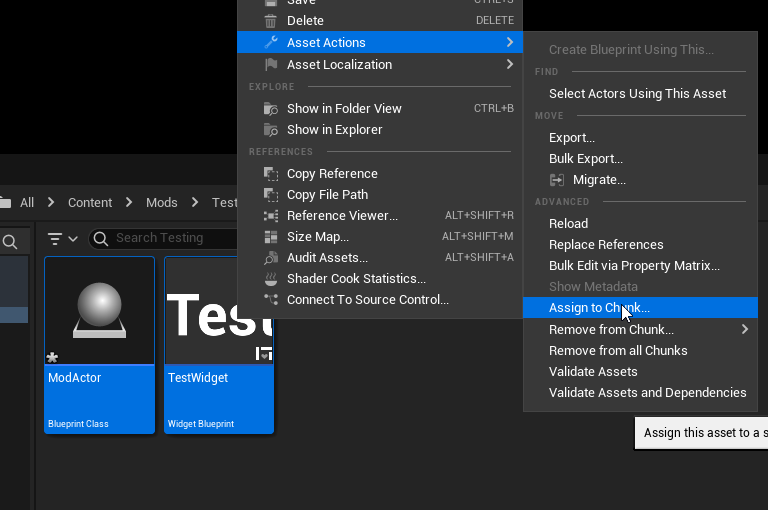 Save CTRL+S
Delete DELETE
Asset Actions
Asset Localization
EXPLORE
Show in Folder View CTRL+B
Show in Explorer
REFERENCES
Copy Reference
Copy File Path
Reference Viewer... ALT+SHIFT+R
Size Map... ALT+SHIFT+M
Audit Assets... ALT+SHIFT+A
Shader Cook Statistics...
Connect To Source Control...
Create Blueprint Using This...
FIND
Select Actors Using This Asset
MOVE
Export...
Bulk Export...
Migrate...
ADVANCED
Reload
Replace References
Bulk Edit via Property Matrix...
Show Metadata
Assign to Chunk...
Remove from Chunk...
Remove from all Chunks
Validate Assets
Validate Assets and Dependencies
Assign this asset to a s
All > Content > Mods > Test
Search Testing
Test
ModActor
Blueprint Class
TestWidget
Widget Blueprint